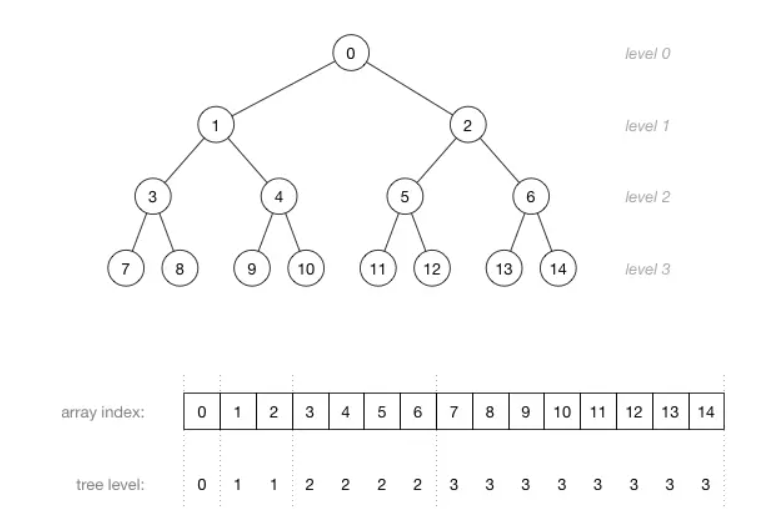 0 level 0
1 2 level 1
3 4 5 6 level 2
7 8 9 10 11 12 13 14 level 3
array index: 0 1 2 3 4 5 6 7 8 9 10 11 12 13 14
tree level: 0 1 1 2 2 2 2 3 3 3 3 3 3 3 3